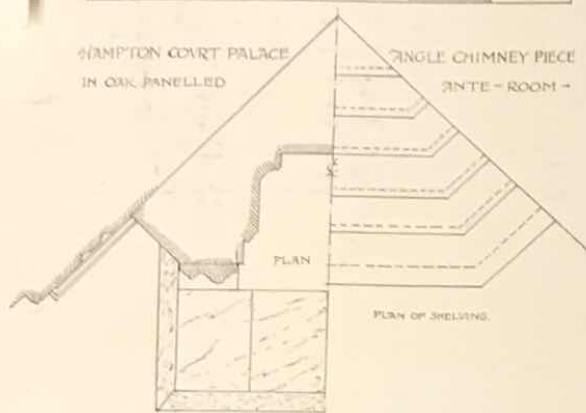 HAMPTON COURT PALACE
IN OAK PANELLED
ANGLE CHIMNEY PIECE
ANTE-ROOM -
PLAN
PLAN OF SHELVING.